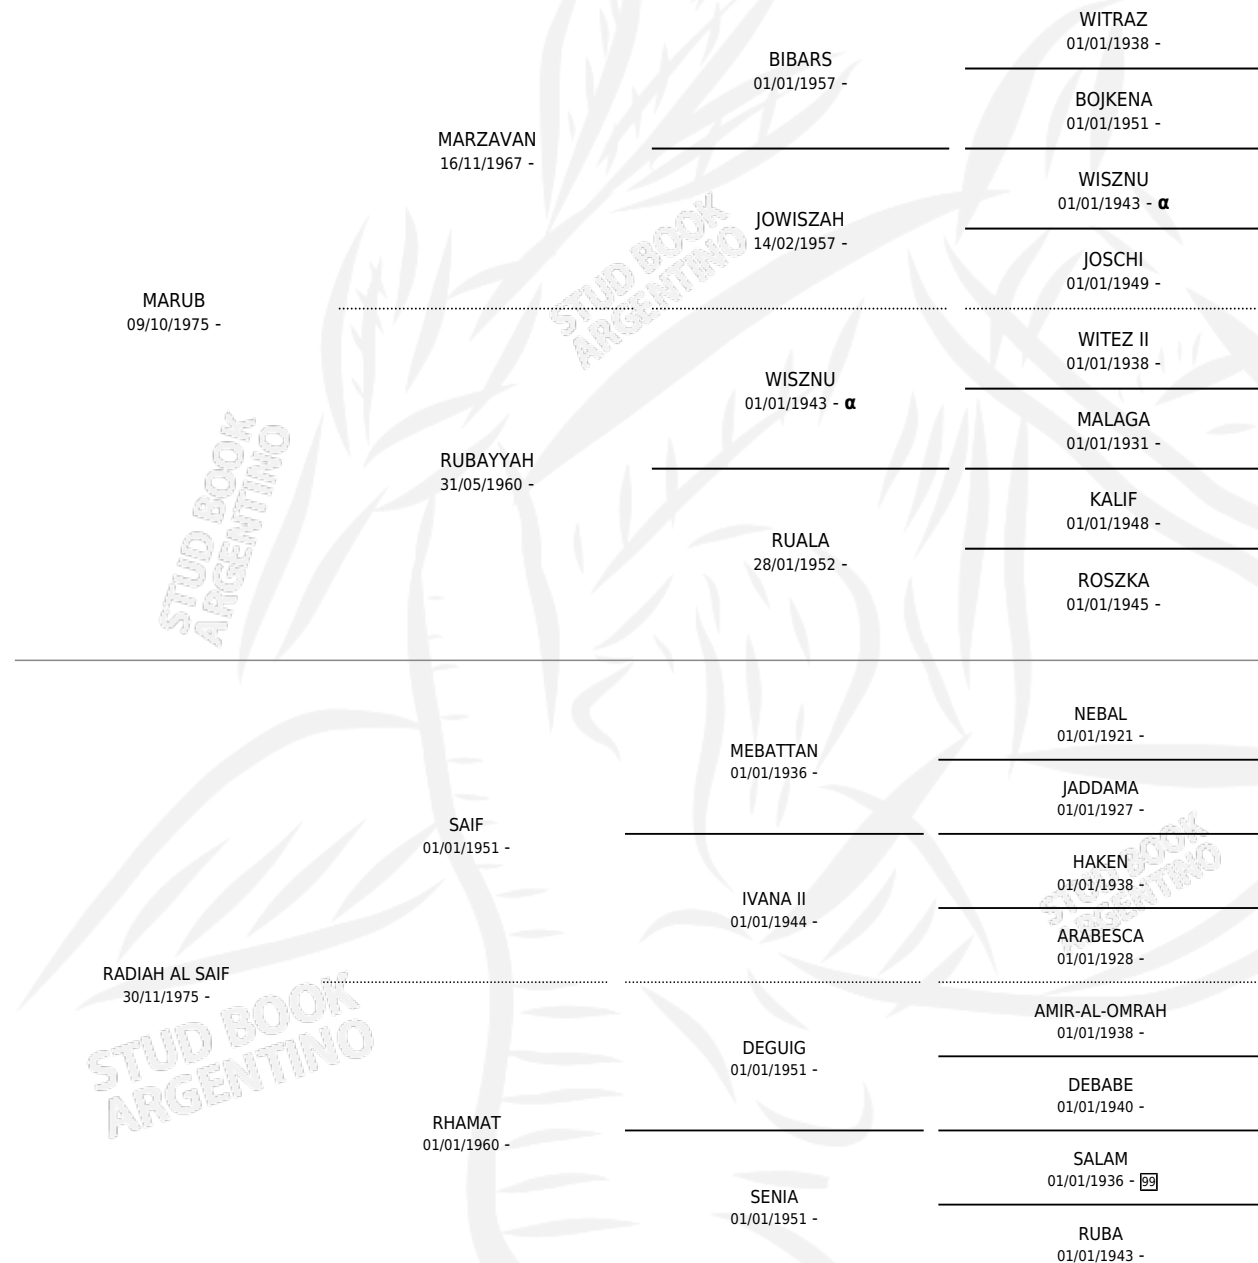 WITRAZ
01/01/1938 -
BIBARS
01/01/1957 -
BOJKENA
01/01/1951 -
MARZAVAN
16/11/1967 -
WISZNU
01/01/1943 - α
JOWISZAH
14/02/1957 -
JOSCHI
01/01/1949 -
MARUB
09/10/1975 -
STUD BOOK
ARGENTINO
WITEZ II
01/01/1938 -
WISZNU
01/01/1943 - α
MALAGA
01/01/1931 -
RUBAYYAH
31/05/1960 -
STUD BOOK
ARGENTINO
KALIF
01/01/1948 -
RUALA
28/01/1952 -
ROSZKA
01/01/1945 -
NEBAL
01/01/1921 -
MEBATTAN
01/01/1936 -
JADDAMA
01/01/1927 -
SAIF
01/01/1951 -
HAKEN
01/01/1938 -
STUD BOOK
ARGENTINO
IVANA II
01/01/1944 -
ARABESCA
01/01/1928 -
RADIAH AL SAIF
30/11/1975 -
STUD BOOK
ARGENTINO
AMIR-AL-OMRAH
01/01/1938 -
DEGUIG
01/01/1951 -
DEBABE
01/01/1940 -
RHAMAT
01/01/1960 -
SALAM
01/01/1936 - 99
SENIA
01/01/1951 -
RUBA
01/01/1943 -